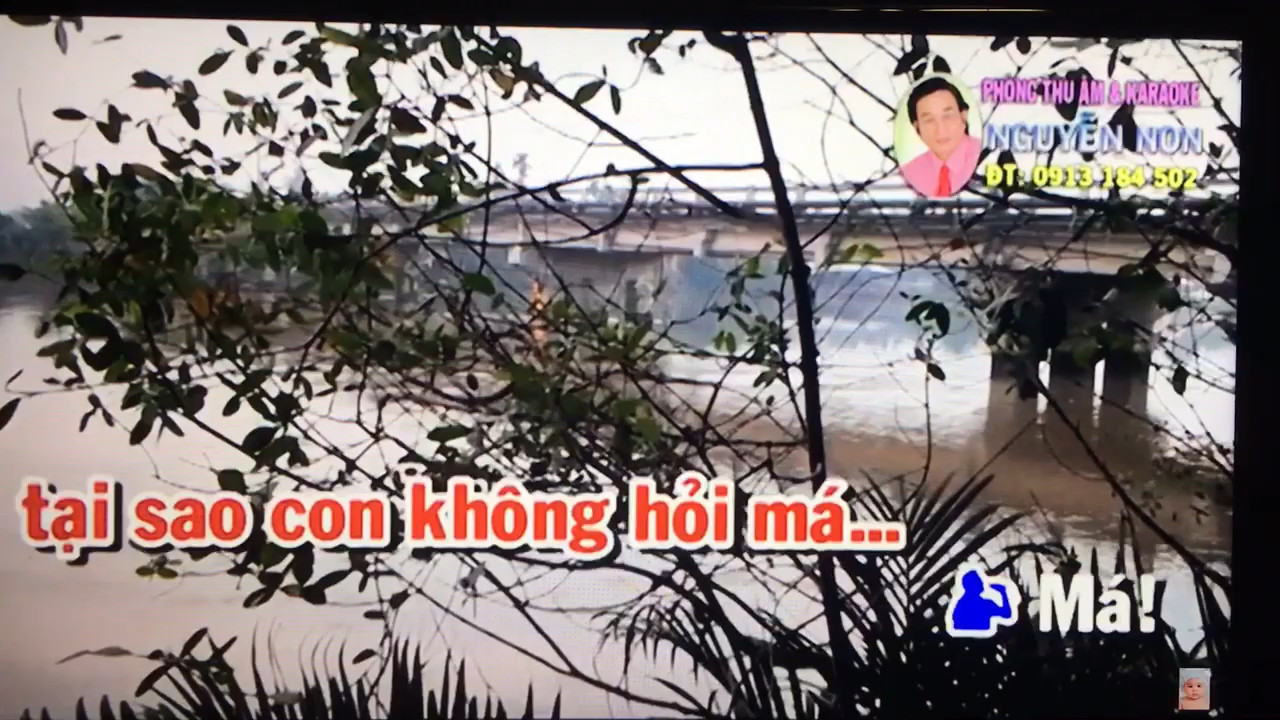 PHÒNG THU ÂM & KARAOKE
NGUYỄN NON
ĐT: 0913 184 502
tại sao con không hỏi má...
Má!